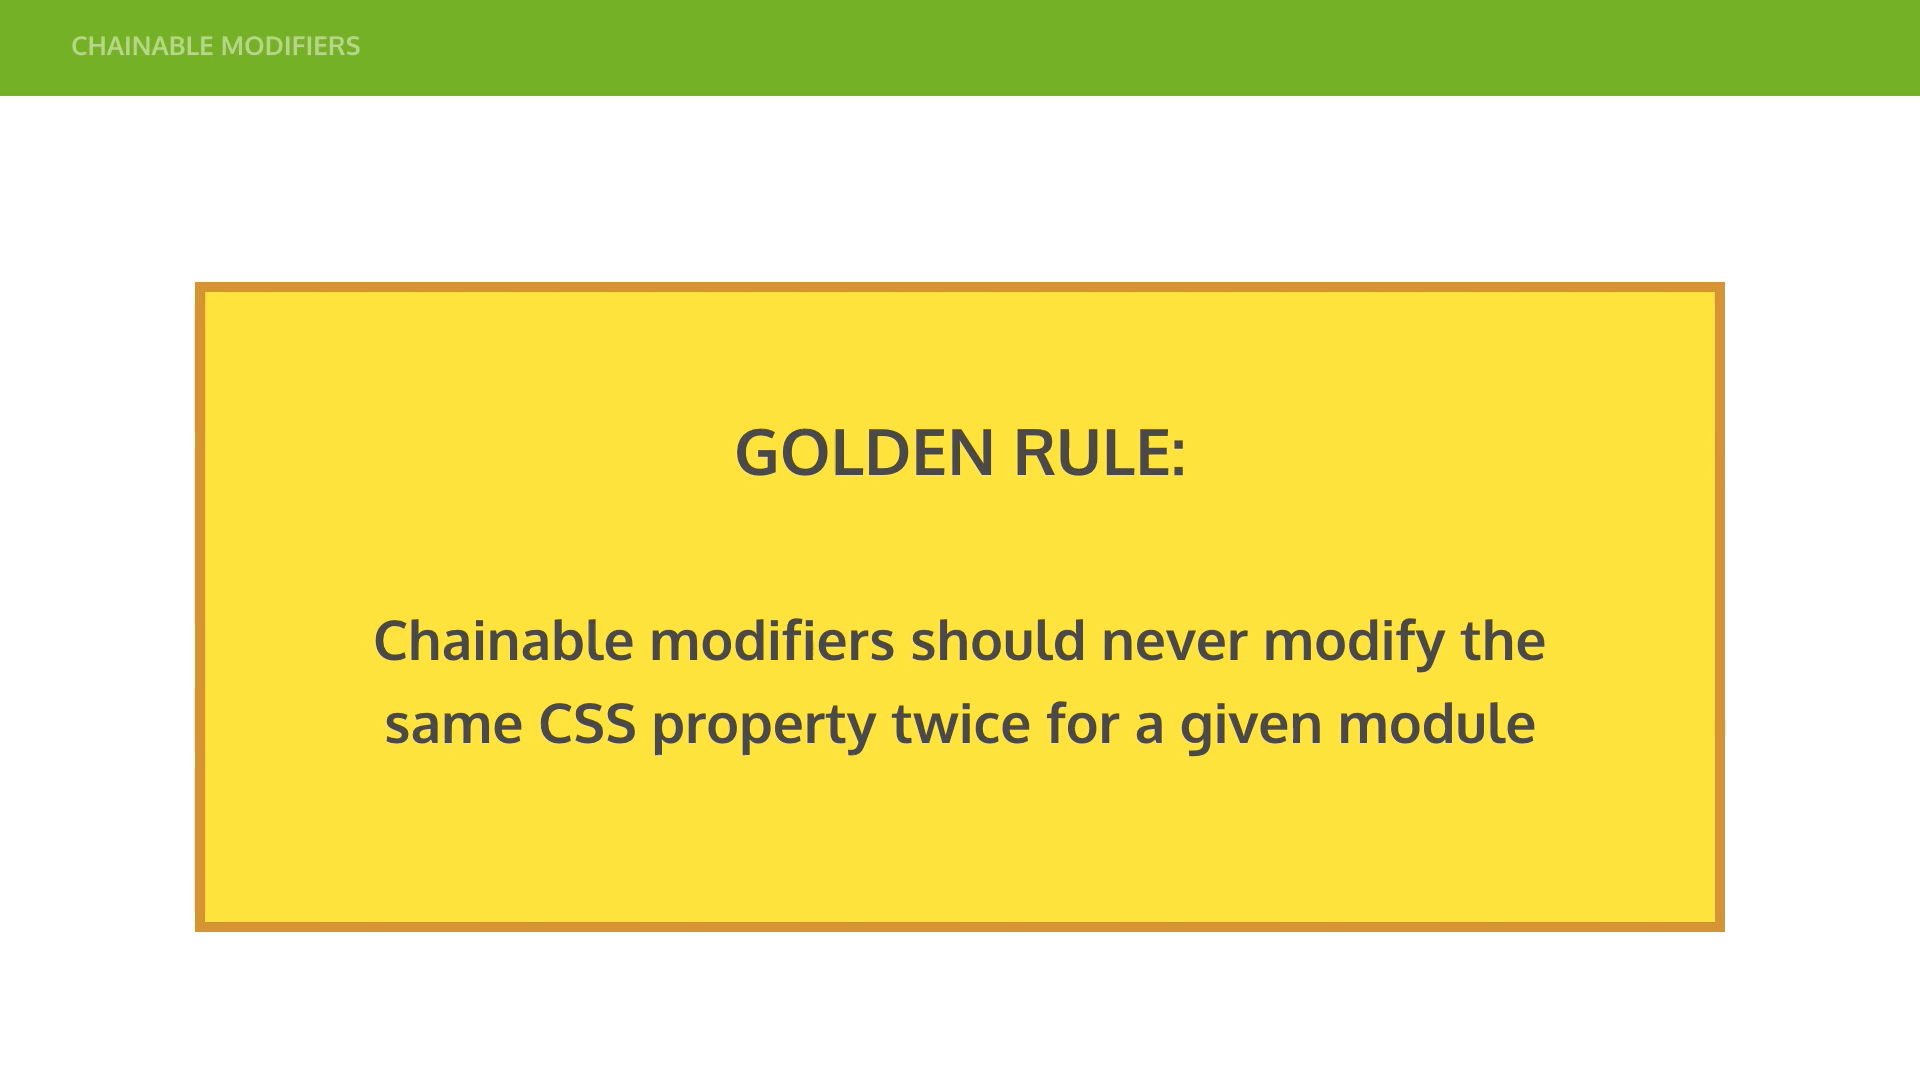 CHAINABLE MODIFIERS
GOLDEN RULE:
Chainable modifiers should never modify the
same CSS property twice for a given module